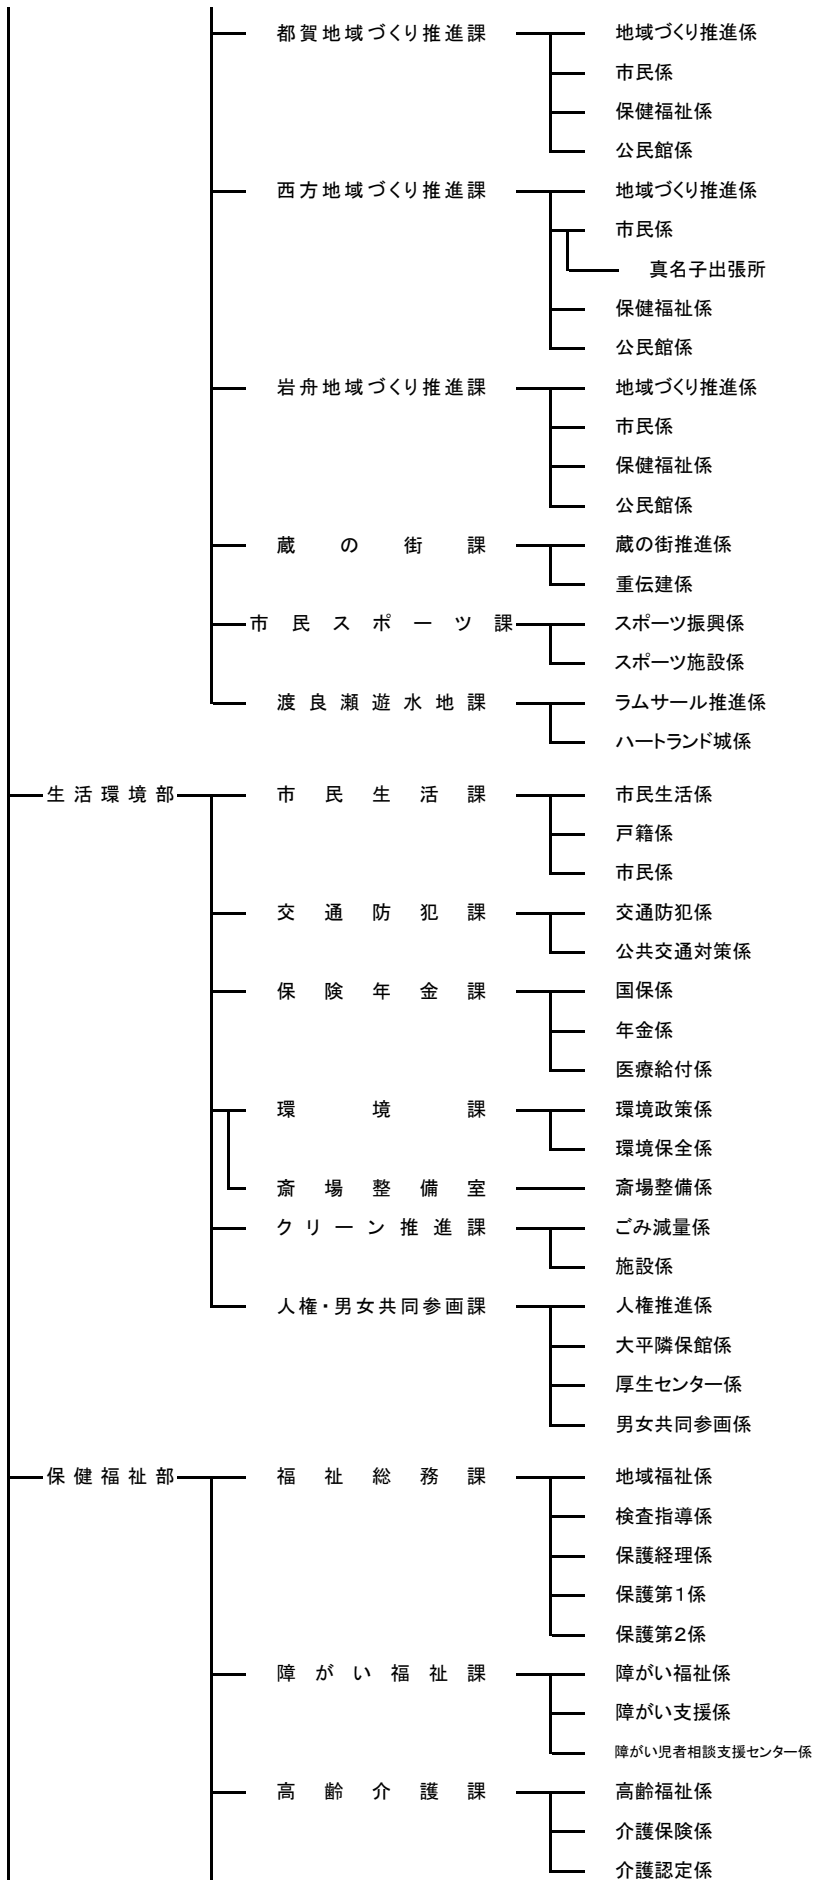 都賀地域づくり推進課 地域づくり推進係
市民係
保健福祉係
公民館係
西方地域づくり推進課 地域づくり推進係
市民係
真名子出張所
保健福祉係
公民館係
岩舟地域づくり推進課 地域づくり推進係
市民係
保健福祉係
公民館係
蔵の街課 蔵の街推進係
重伝建係
市民スポーツ課 スポーツ振興係
スポーツ施設係
渡良瀬遊水地課 ラムサール推進係
ハートランド城係
生活環境部 市民生活課 市民生活係
戸籍係
市民係
交通防犯課 交通防犯係
公共交通対策係
保険年金課 国保係
年金係
医療給付係
環境課 環境政策係
環境保全係
斎場整備室 斎場整備係
クリーン推進課 ごみ減量係
施設係
人権・男女共同参画課 人権推進係
大平隣保館係
厚生センター係
男女共同参画係
保健福祉部 福祉総務課 地域福祉係
検査指導係
保護経理係
保護第1係
保護第2係
障がい福祉課 障がい福祉係
障がい支援係
障がい児者相談支援センター係
高齢介護課 高齢福祉係
介護保険係
介護認定係